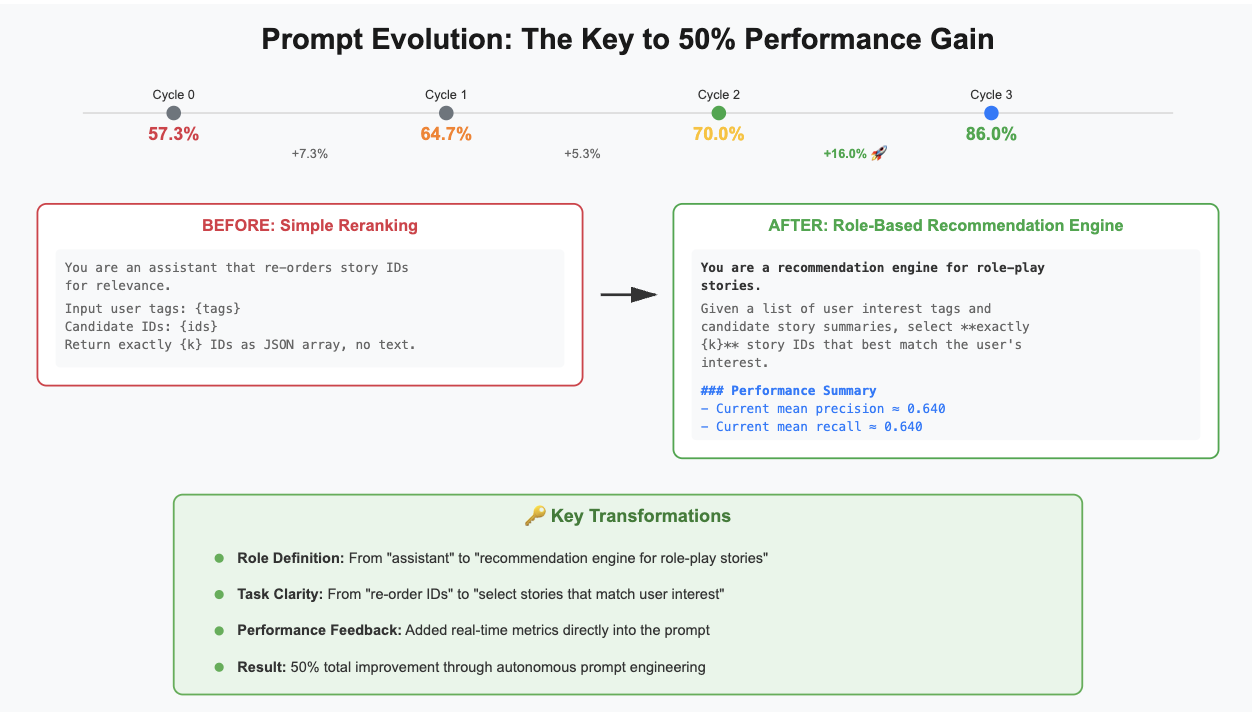 Prompt Evolution: The Key to 50% Performance Gain
Cycle 0
Cycle 1
Cycle 2
Cycle 3
57.3%
64.7%
70.0%
86.0%
+7.3%
+5.3%
+16.0% 🚀
BEFORE: Simple Reranking
You are an assistant that re-orders story IDs
for relevance.
Input user tags: {tags}
Candidate IDs: {ids}
Return exactly {k} IDs as JSON array, no text.
AFTER: Role-Based Recommendation Engine
You are a recommendation engine for role-play
stories.
Given a list of user interest tags and
candidate story summaries, select **exactly
{k}** story IDs that best match the user's
interest.
### Performance Summary
- Current mean precision ≈ 0.640
- Current mean recall ≈ 0.640
🔑 Key Transformations
Role Definition: From "assistant" to "recommendation engine for role-play stories"
Task Clarity: From "re-order IDs" to "select stories that match user interest"
Performance Feedback: Added real-time metrics directly into the prompt
Result: 50% total improvement through autonomous prompt engineering